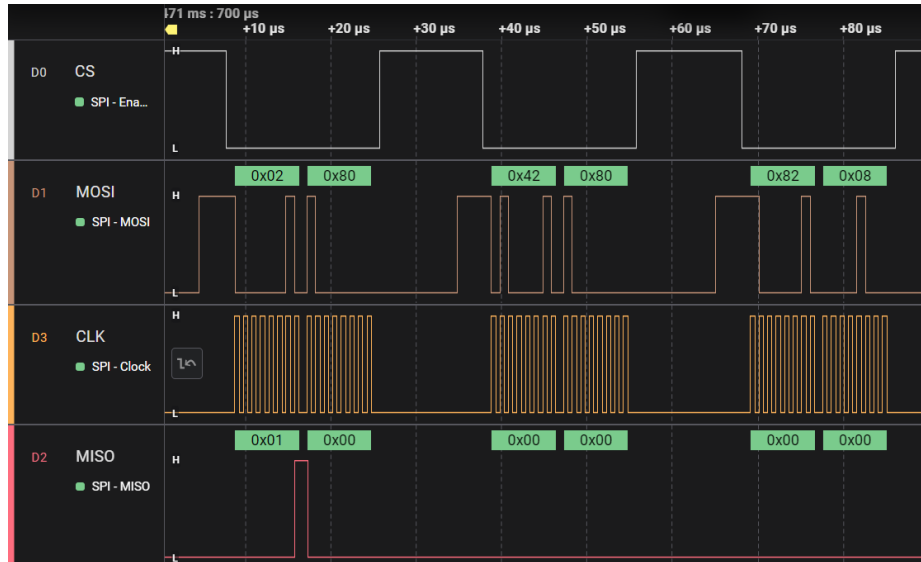 471 ms : 700 µs
+10 µs +20 µs +30 µs +40 µs +50 µs +60 µs +70 µs +80 µs
H
D0 CS
SPI - Ena...
L
0x02 0x80 0x42 0x80 0x82 0x08
D1 MOSI H
SPI - MOSI
L
H
D3 CLK
SPI - Clock
L
0x01 0x00 0x00 0x00 0x00 0x00
D2 MISO H
SPI - MISO
L